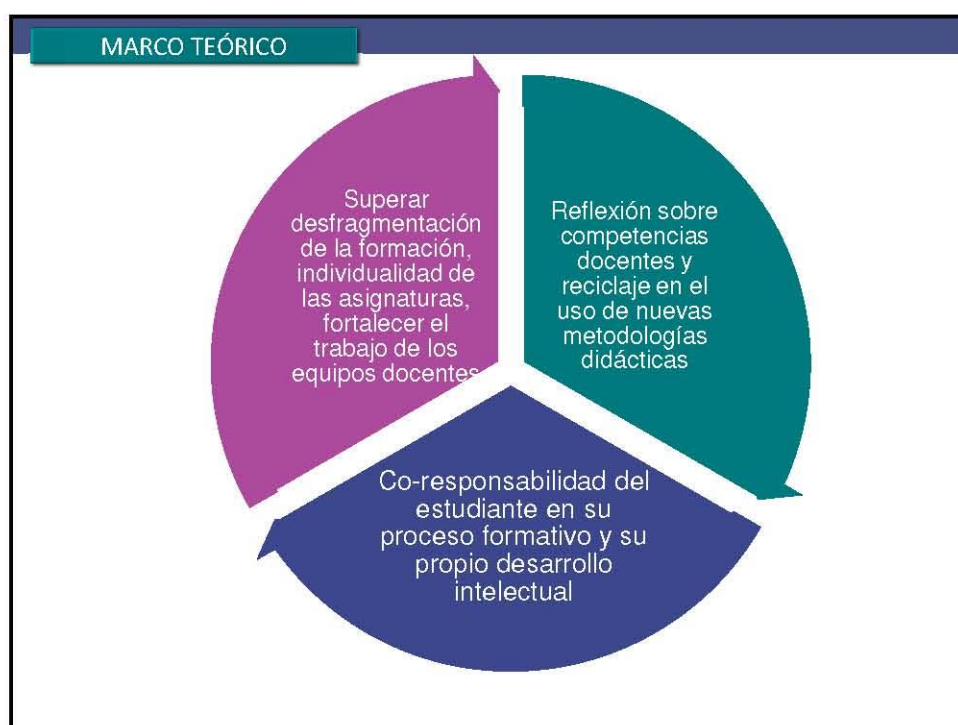 MARCO TEÓRICO
Superar
desfragmentación
de la formación,
individualidad de
las asignaturas,
fortalecer el
trabajo de los
equipos docentes
Reflexión sobre
competencias
docentes y
reciclaje en el
uso de nuevas
metodologías
didácticas
Co-responsabilidad del
estudiante en su
proceso formativo y su
propio desarrollo
intelectual